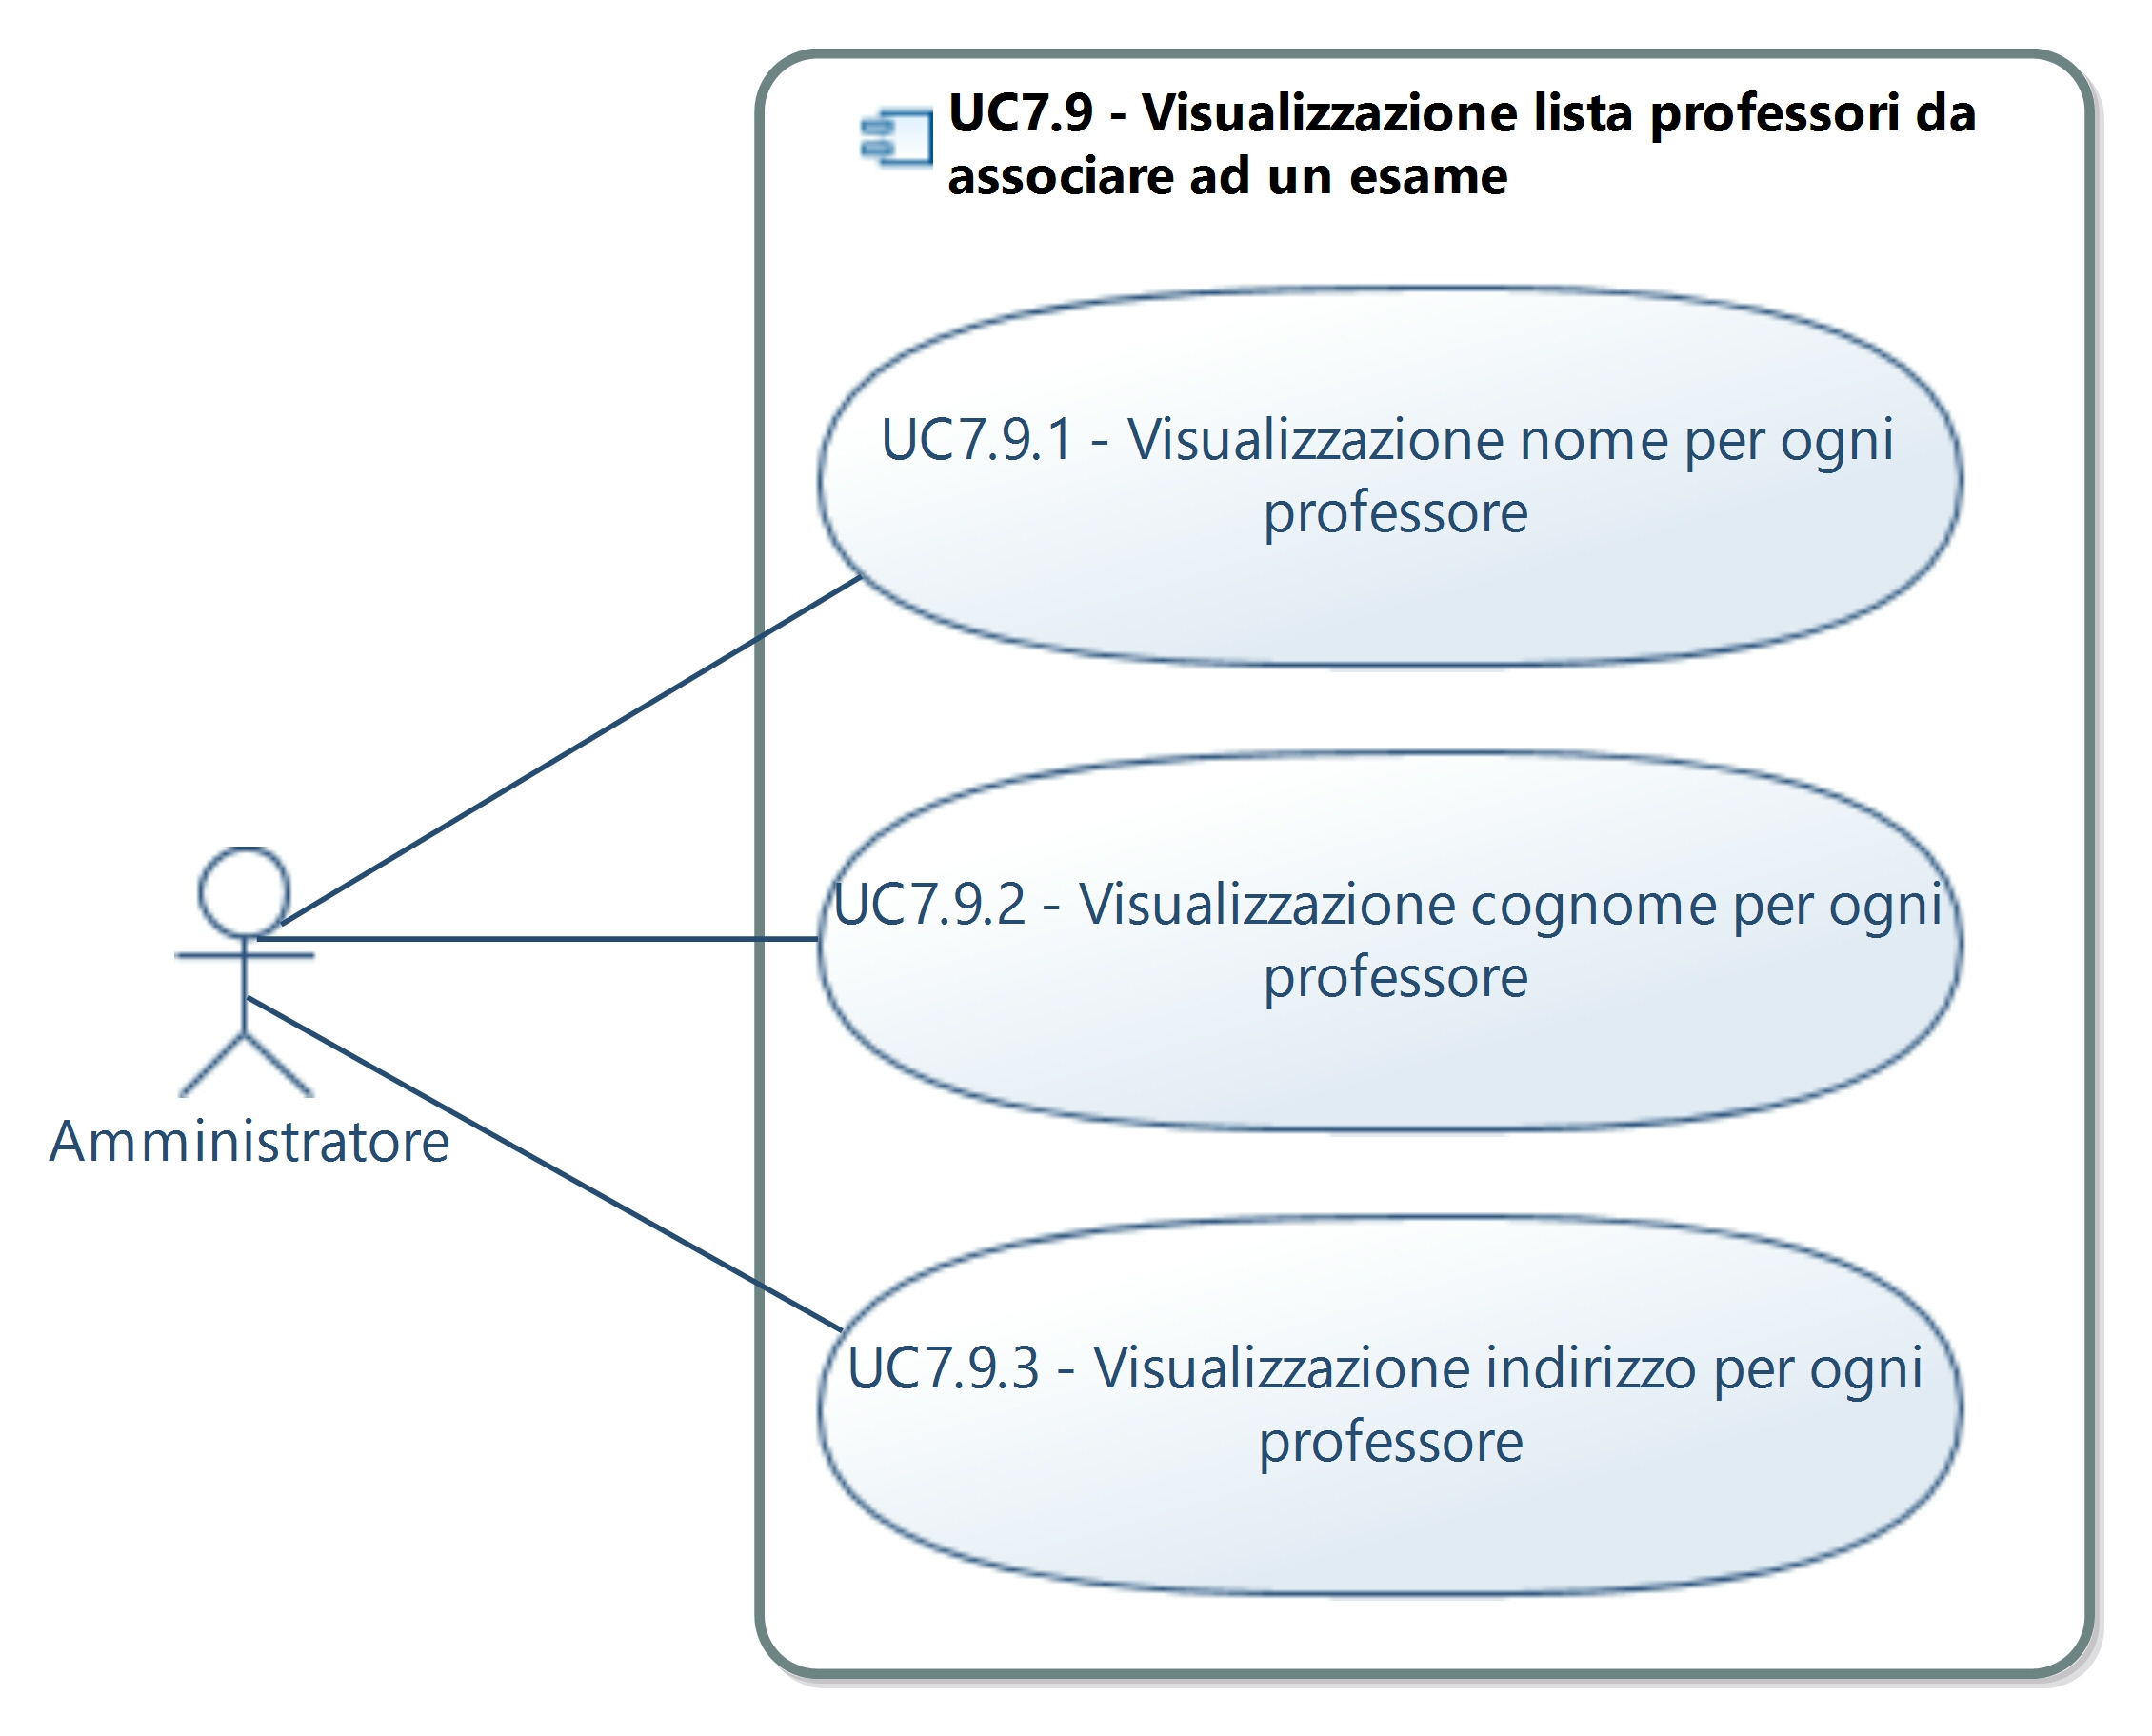 UC7.9 - Visualizzazione lista professori da
associare ad un esame
UC7.9.1 - Visualizzazione nome per ogni
professore
UC7.9.2 - Visualizzazione cognome per ogni
professore
Amministratore
UC7.9.3 - Visualizzazione indirizzo per ogni
professore